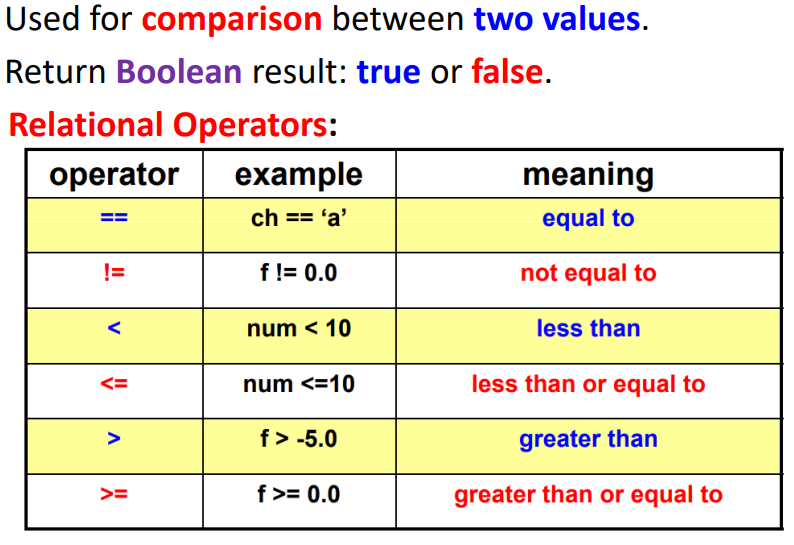 Used for comparison between two values.
Return Boolean result: true or false.
Relational Operators:
operator example meaning
== ch == ‘a’ equal to
!= f != 0.0 not equal to
< num < 10 less than
<= num <=10 less than or equal to
> f > -5.0 greater than
>= f >= 0.0 greater than or equal to